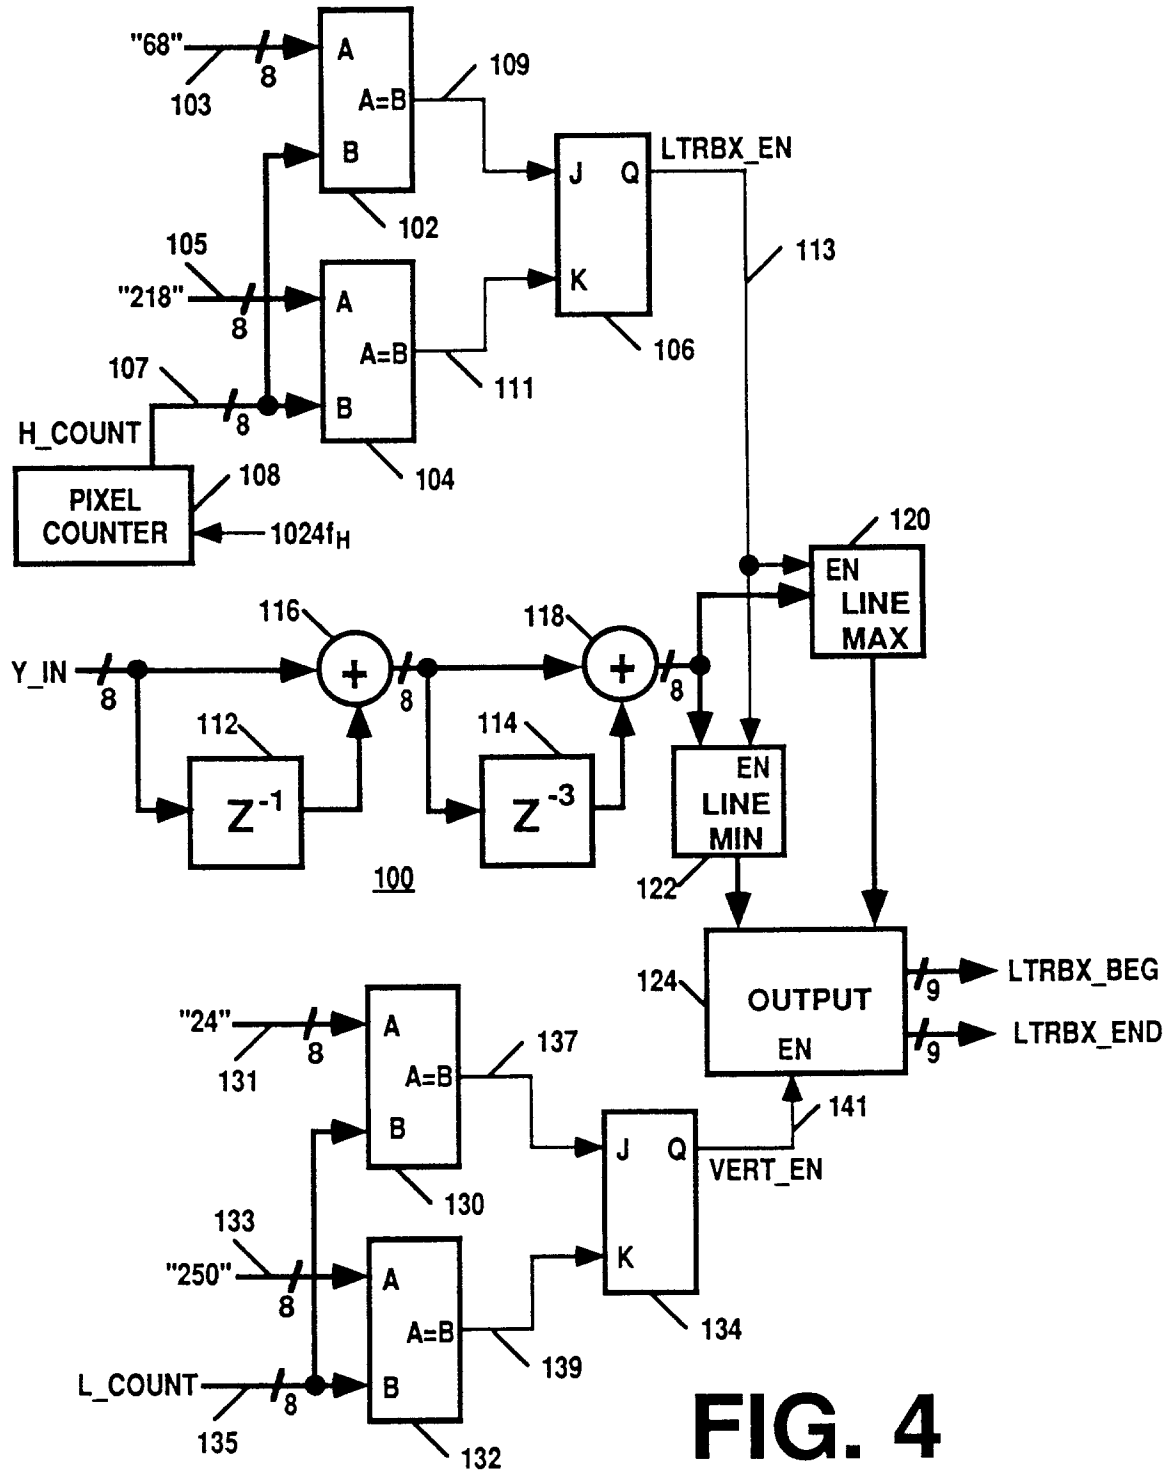 "68"
8
103
A
A=B
B
109
102
LTRBX_EN
J
Q
K
106
113
105
"218"
8
A
A=B
B
111
104
107
8
H_COUNT
108
PIXEL
COUNTER
1024fH
120
EN
LINE
MAX
116
118
Y_IN
8
+
8
+
8
112
Z-1
114
Z-3
EN
LINE
MIN
122
100
124
OUTPUT
EN
9
LTRBX_BEG
9
LTRBX_END
141
"24"
8
131
A
A=B
B
137
130
J
Q
K
VERT_EN
134
133
"250"
8
A
A=B
B
139
L_COUNT
8
135
132
FIG. 4